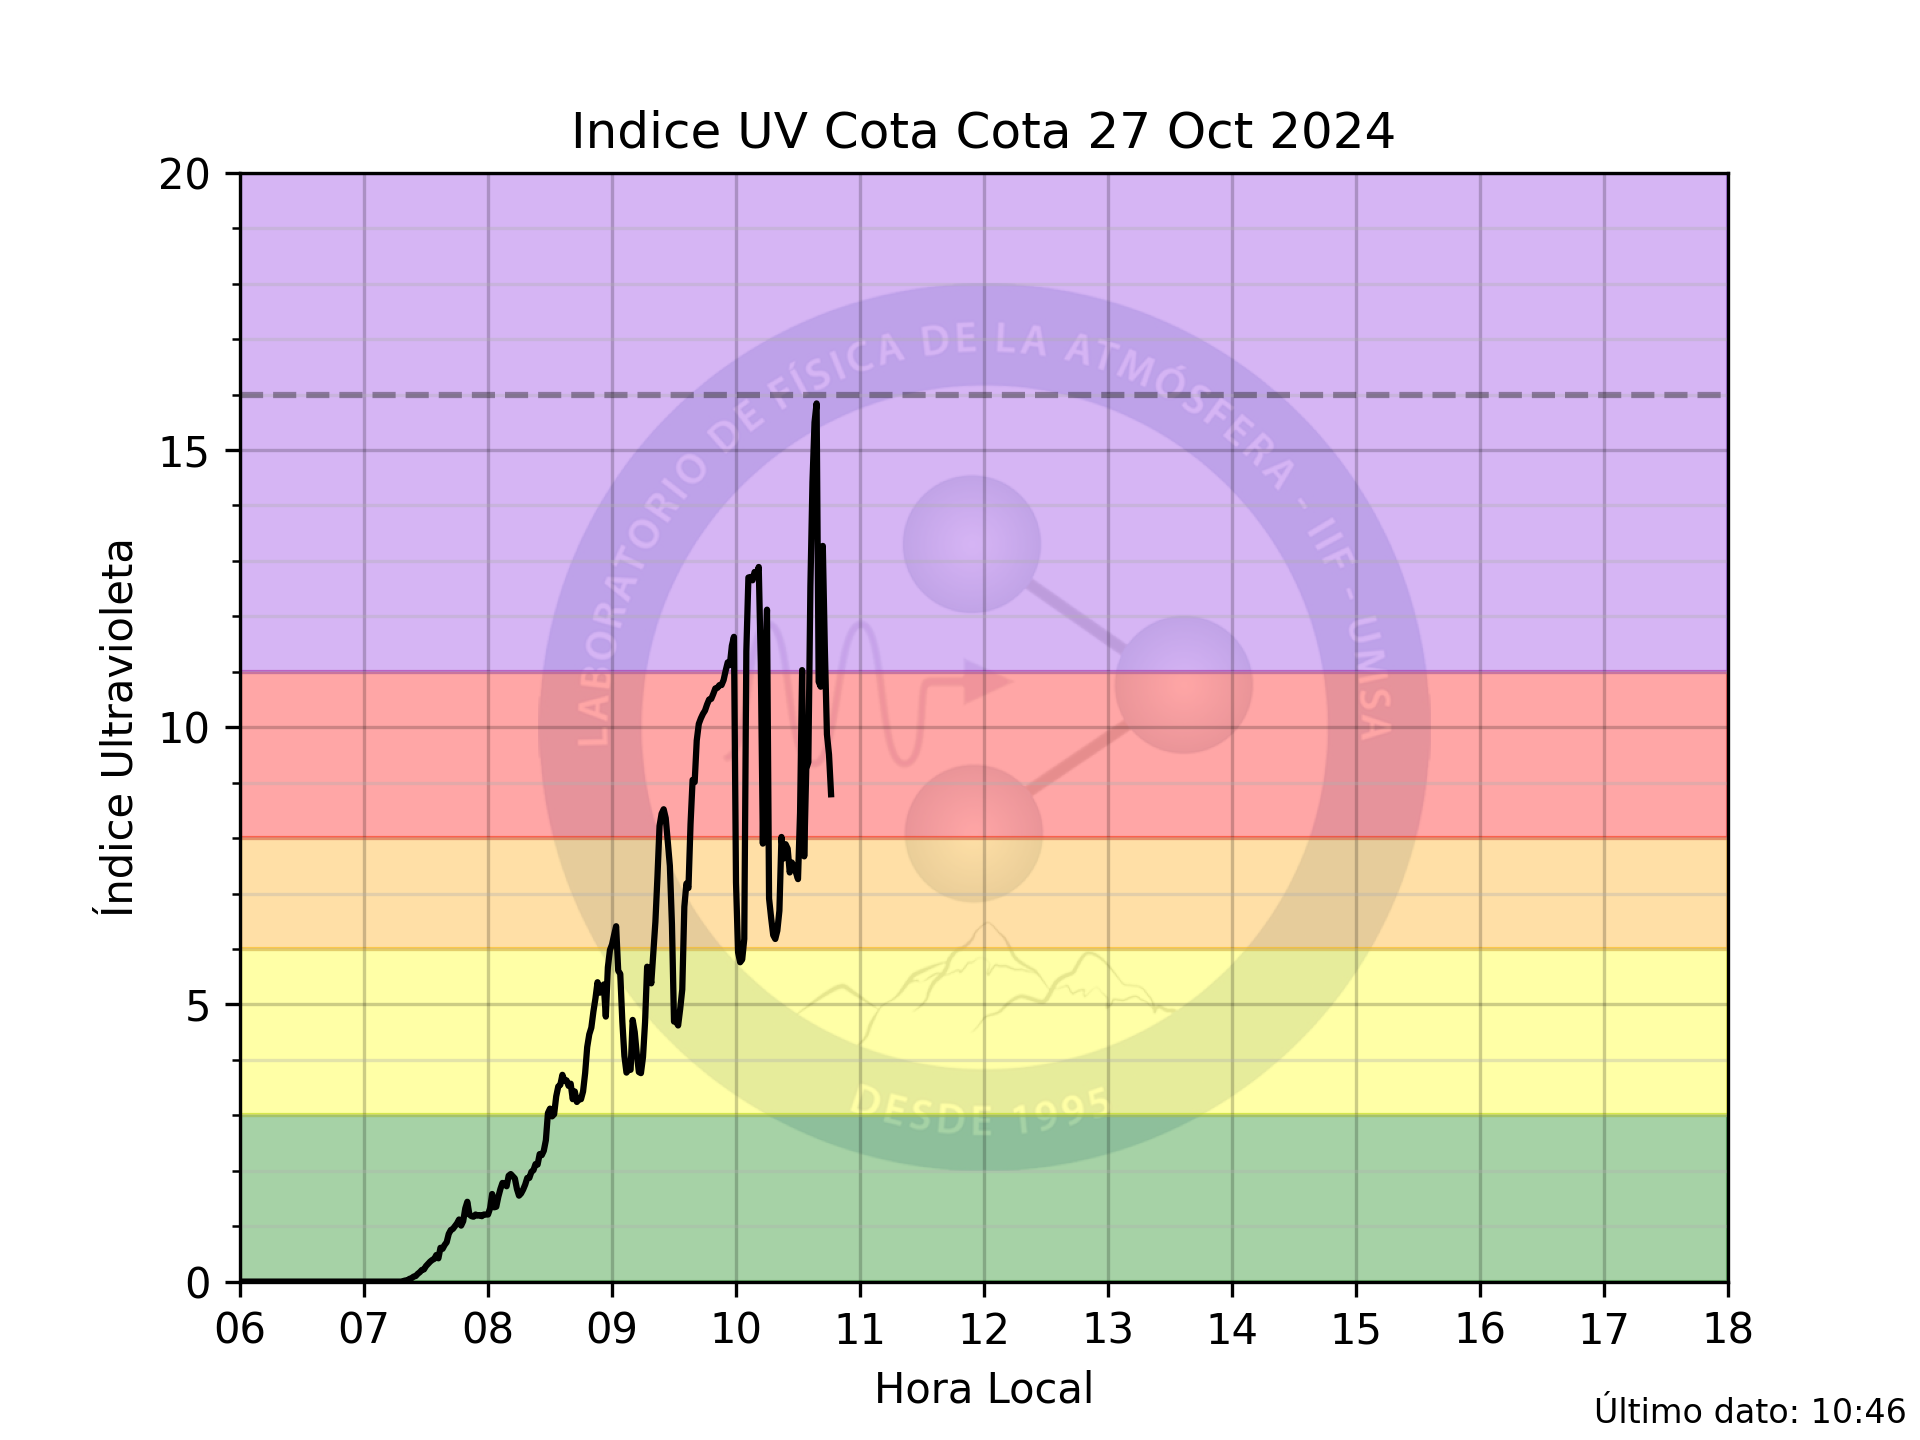 Indice UV Cota Cota 27 Oct 2024
20
15
10
5
0
Índice Ultravioleta
LABORATORIO DE FÍSICA DE LA ATMÓSFERA - IIF - UMSA
DESDE 1995
06 07 08 09 10 11 12 13 14 15 16 17 18
Hora Local
Último dato: 10:46